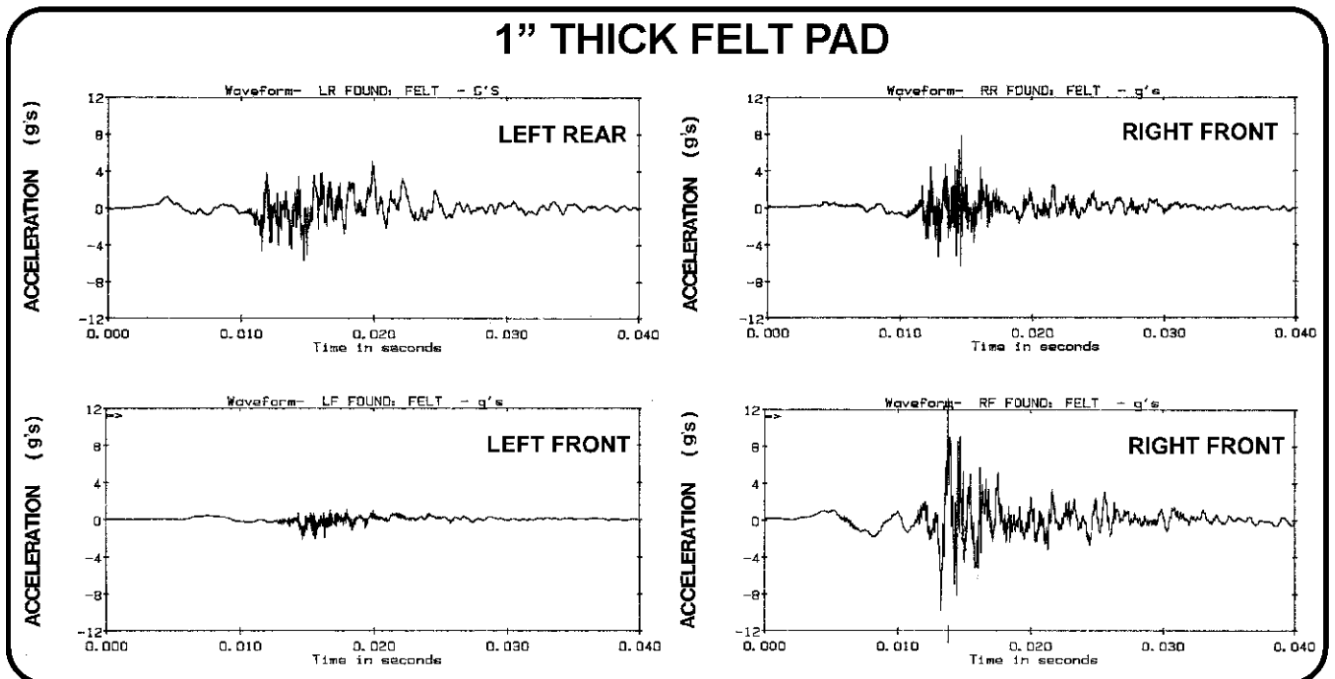 1” THICK FELT PAD
Waveform- LR FOUND: FELT - G'S
ACCELERATION (g's)
LEFT REAR
12
8
4
0
-4
-8
-12
0.000 0.010 0.020 0.030 0.040
Time in seconds
Waveform- RR FOUND: FELT - g's
ACCELERATION (g's)
RIGHT FRONT
12
8
4
0
-4
-8
-12
0.000 0.010 0.020 0.030 0.040
Time in seconds
Waveform- LF FOUND: FELT - g's
ACCELERATION (g's)
=>
LEFT FRONT
12
8
4
0
-4
-8
-12
0.000 0.010 0.020 0.030 0.040
Time in seconds
Waveform- RF FOUND: FELT - g's
ACCELERATION (g's)
=>
RIGHT FRONT
12
8
4
0
-4
-8
-12
0.000 0.010 0.020 0.030 0.040
Time in seconds